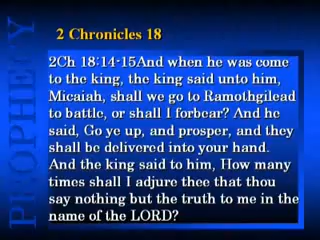 2 Chronicles 18
2Ch 18:14-15And when he was come
to the king, the king said unto him,
Micaiah, shall we go to Ramothgilead
to battle, or shall I forbear? And he
said, Go ye up, and prosper, and they
shall be delivered into your hand.
And the king said to him, How many
times shall I adjure thee that thou
say nothing but the truth to me in the
name of the LORD?
PROPHECY